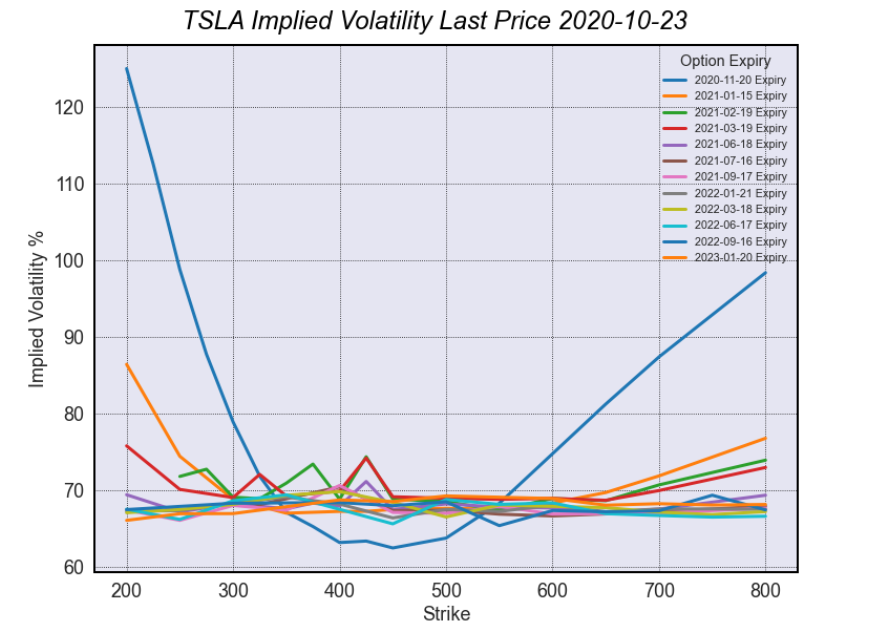 TSLA Implied Volatility Last Price 2020-10-23
Option Expiry
2020-11-20 Expiry
2021-01-15 Expiry
2021-02-19 Expiry
2021-03-19 Expiry
2021-06-18 Expiry
2021-07-16 Expiry
2021-09-17 Expiry
2022-01-21 Expiry
2022-03-18 Expiry
2022-06-17 Expiry
2022-09-16 Expiry
2023-01-20 Expiry
Implied Volatility %
120
110
100
90
80
70
60
200 300 400 500 600 700 800
Strike